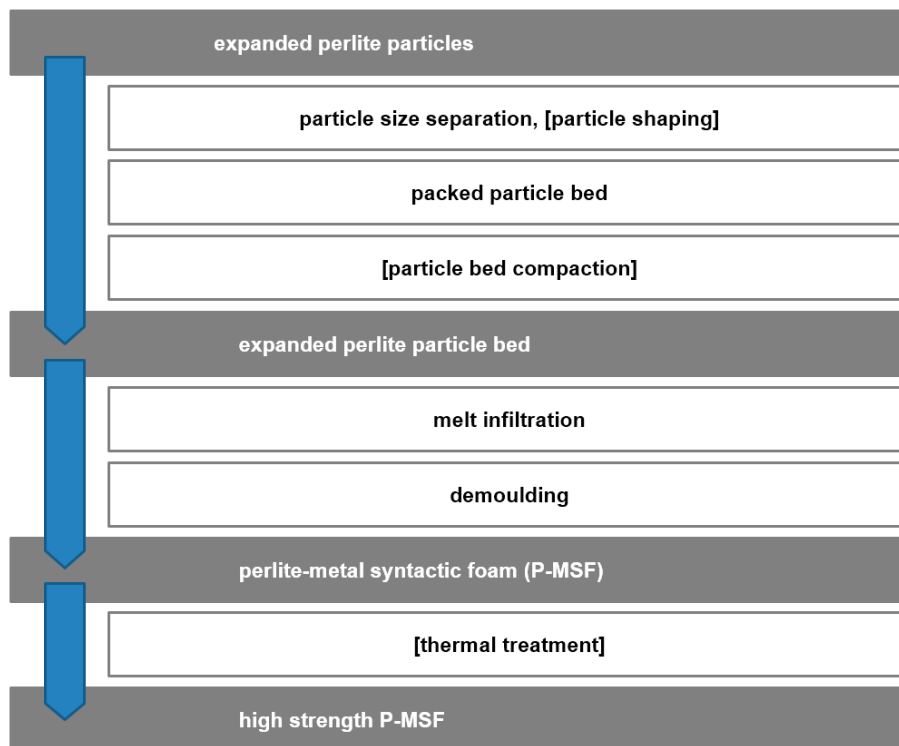 expanded perlite particles
particle size separation, [particle shaping]
packed particle bed
[particle bed compaction]
expanded perlite particle bed
melt infiltration
demoulding
perlite-metal syntactic foam (P-MSF)
[thermal treatment]
high strength P-MSF